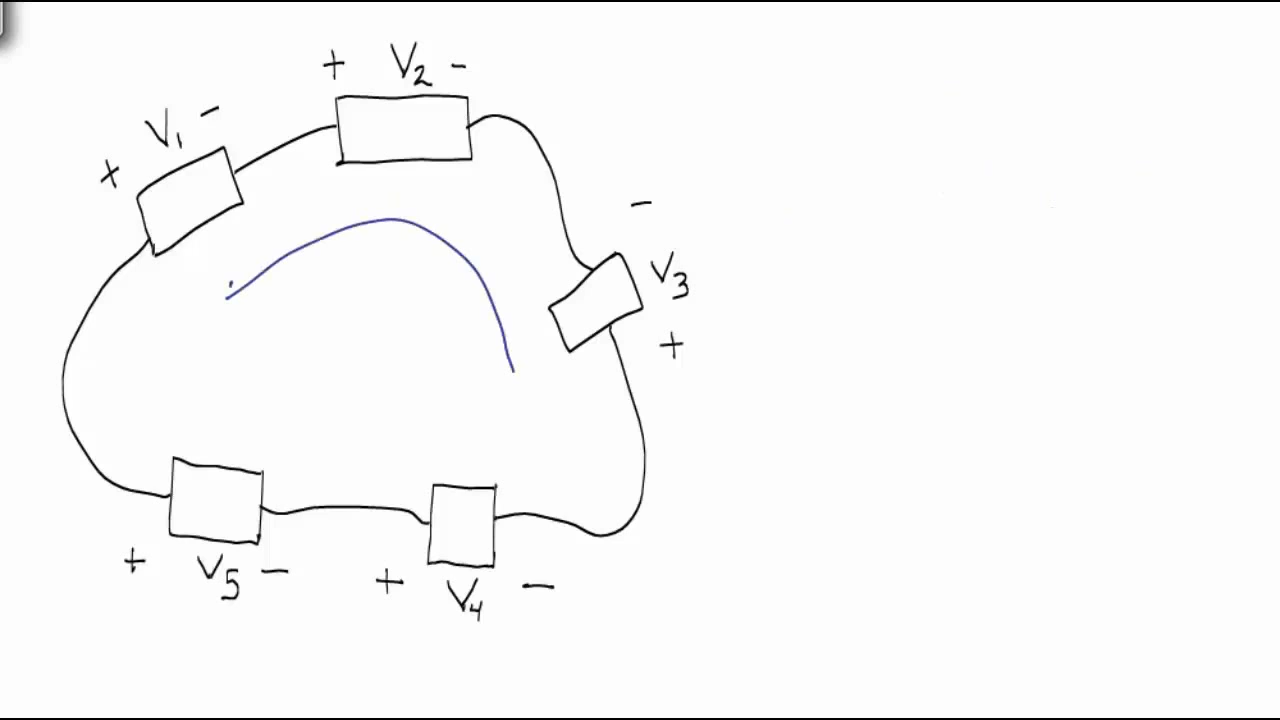 + V2 -
+ V1 -
-
V3
+
+ V5 -
+ V4 -